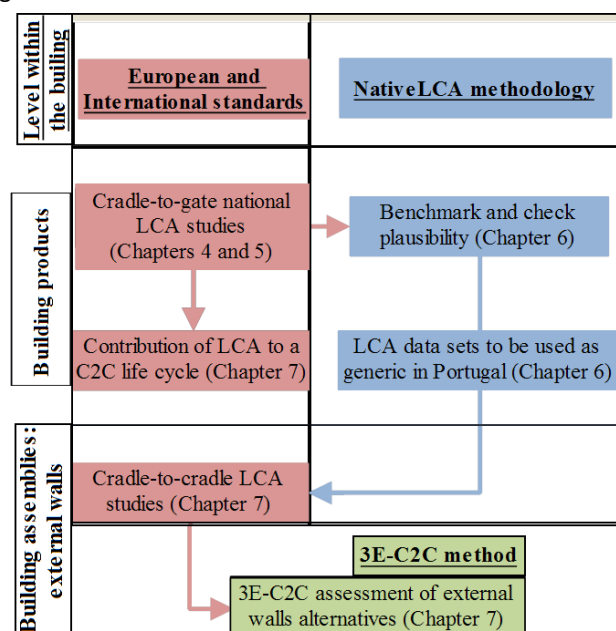 Level within
the builing
European and
International standards
NativeLCA methodology
Building products
Cradle-to-gate national
LCA studies
(Chapters 4 and 5)
Benchmark and check
plausibility (Chapter 6)
Contribution of LCA to a
C2C life cycle (Chapter 7)
LCA data sets to be used as
generic in Portugal (Chapter 6)
Building assemblies:
external walls
Cradle-to-cradle LCA
studies (Chapter 7)
3E-C2C method
3E-C2C assessment of external
walls alternatives (Chapter 7)